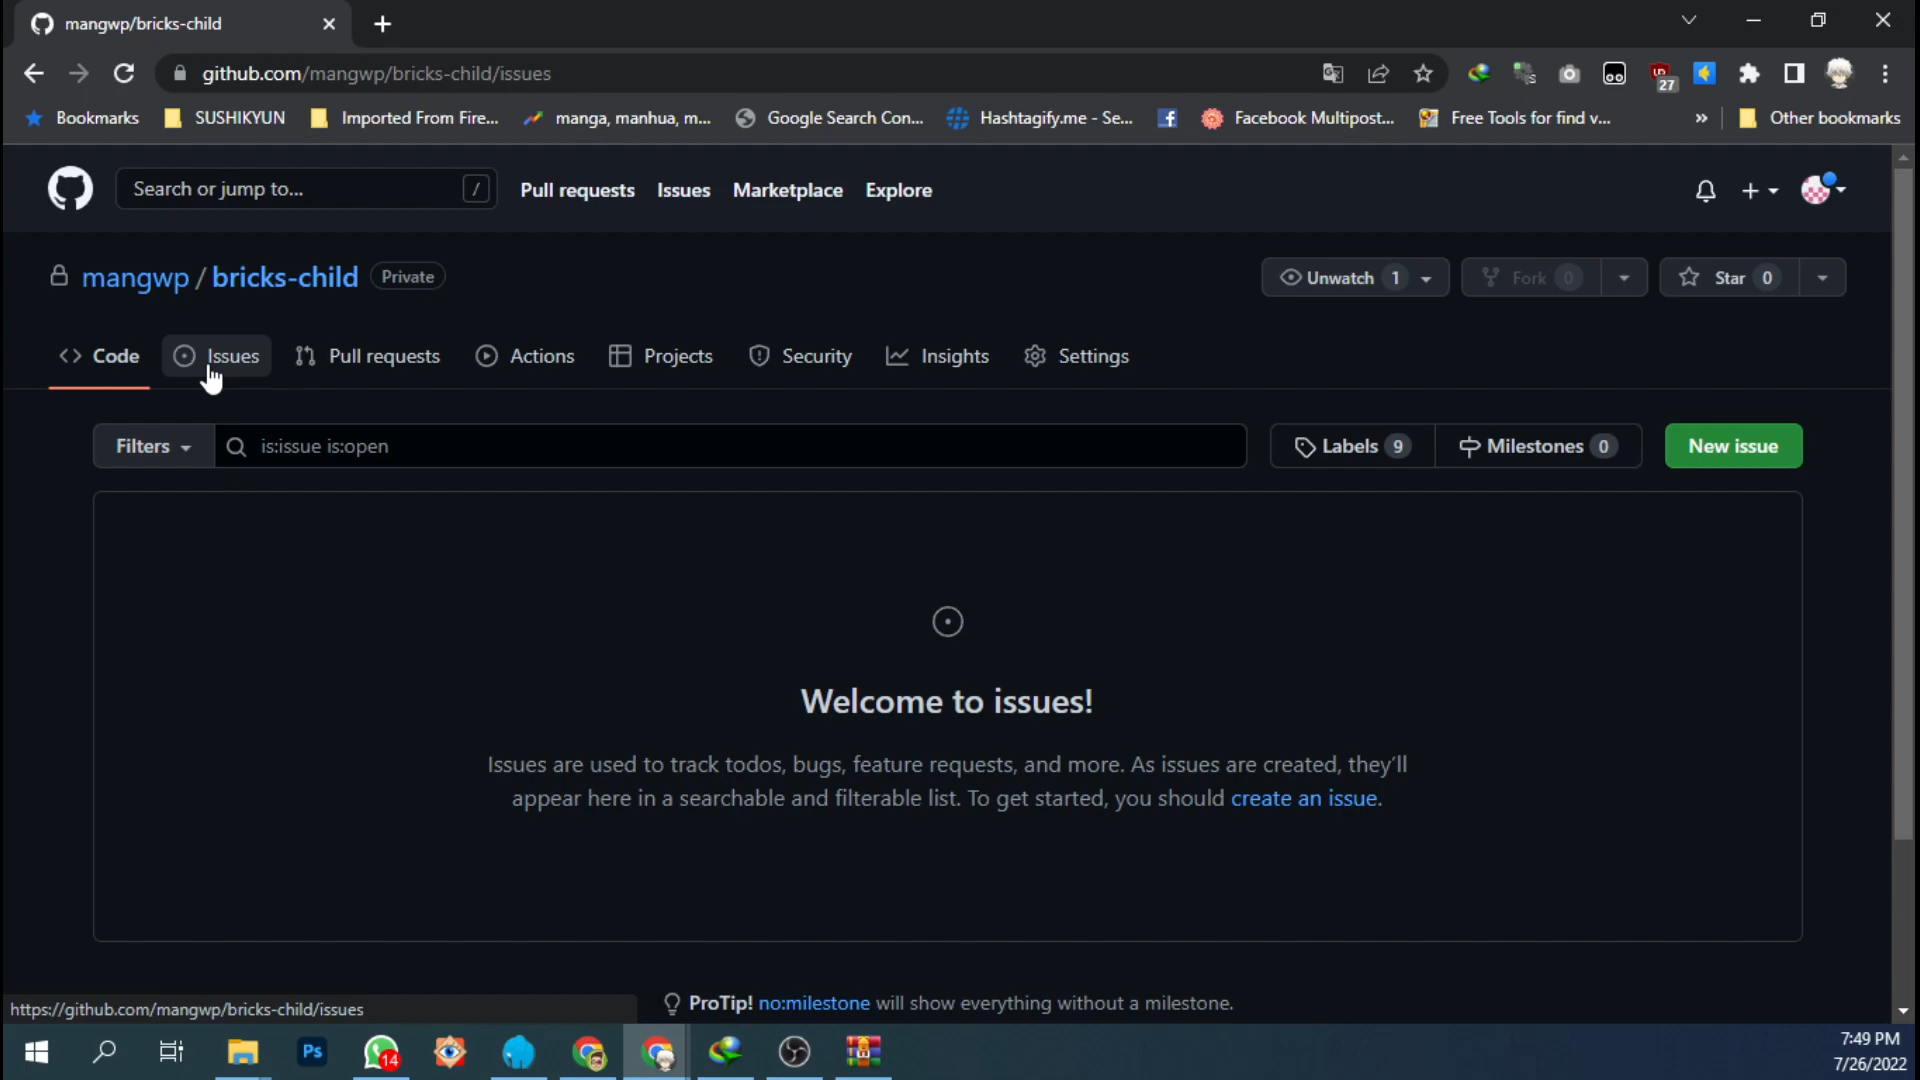 mangwp/bricks-child
github.com/mangwp/bricks-child/issues
27
Bookmarks SUSHIKYUN Imported From Fire... manga, manhua, m... Google Search Con... Hashtagify.me - Se... Facebook Multipost... Free Tools for find v... » Other bookmarks
Search or jump to... / Pull requests Issues Marketplace Explore
mangwp / bricks-child Private Unwatch 1 Fork 0 Star 0
<> Code Issues Pull requests Actions Projects Security Insights Settings
Filters is:issue is:open Labels 9 Milestones 0 New issue
Welcome to issues!
Issues are used to track todos, bugs, feature requests, and more. As issues are created, they'll
appear here in a searchable and filterable list. To get started, you should create an issue.
ProTip! no:milestone will show everything without a milestone.
https://github.com/mangwp/bricks-child/issues
Ps 14
7:49 PM
7/26/2022